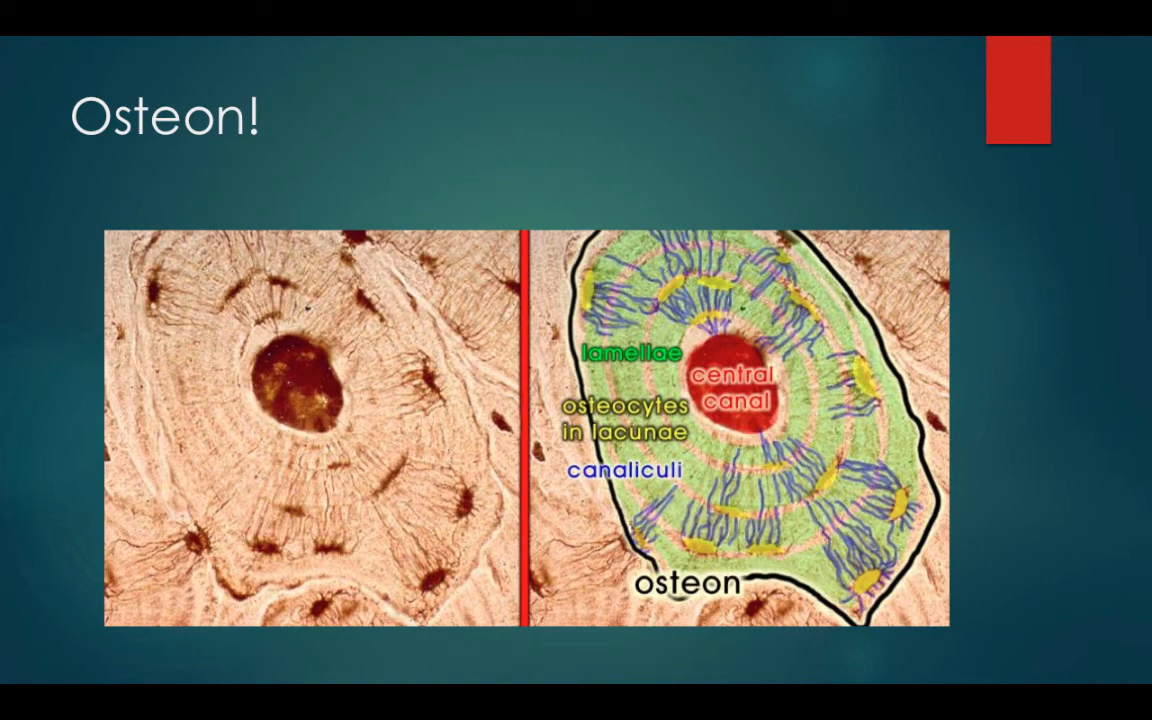 Osteon!
lamellae
central
canal
osteocytes
in lacunae
canaliculi
osteon